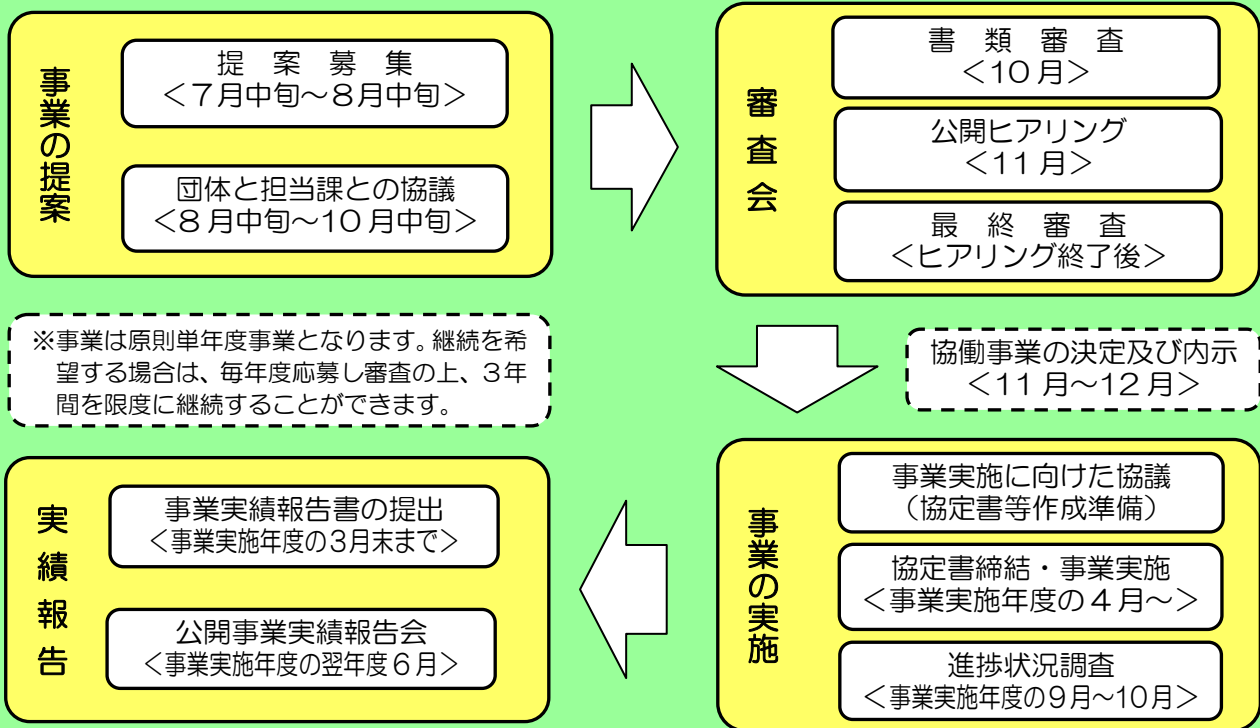 事業の提案
提案募集
＜7月中旬～8月中旬＞
団体と担当課との協議
＜8月中旬～10月中旬＞
審査会
書類審査
＜10月＞
公開ヒアリング
＜11月＞
最終審査
＜ヒアリング終了後＞
※事業は原則単年度事業となります。継続を希
望する場合は、毎年度応募し審査の上、3年
間を限度に継続することができます。
協働事業の決定及び内示
＜11月～12月＞
事業の実施
事業実施に向けた協議
（協定書等作成準備）
協定書締結・事業実施
＜事業実施年度の4月～＞
進捗状況調査
＜事業実施年度の9月～10月＞
実績報告
事業実績報告書の提出
＜事業実施年度の3月末まで＞
公開事業実績報告会
＜事業実施年度の翌年度6月＞